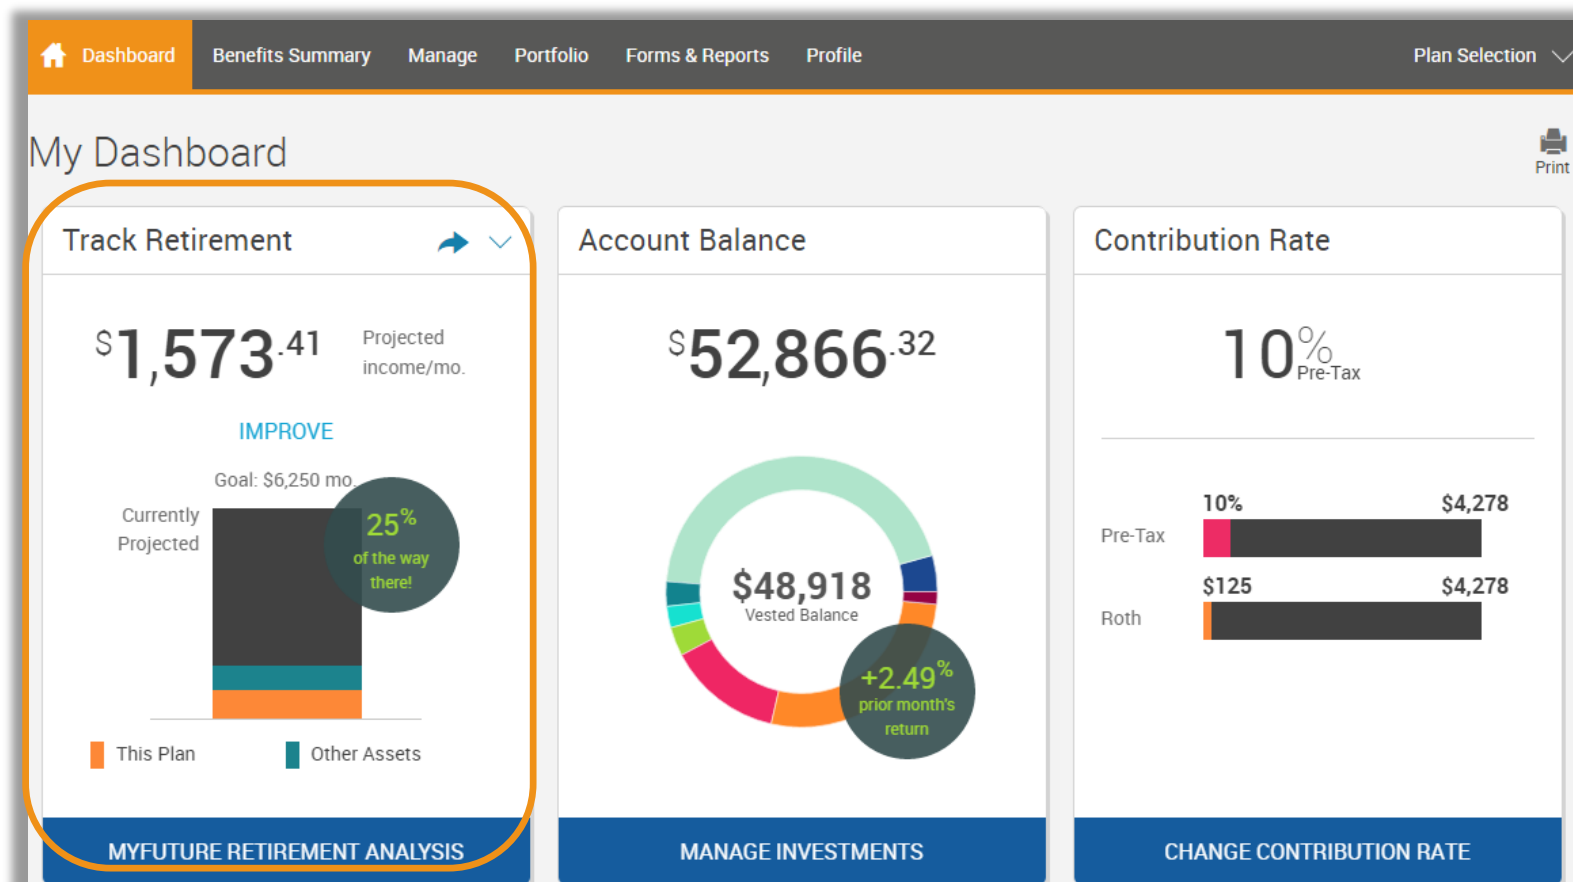 Dashboard Benefits Summary Manage Portfolio Forms & Reports Profile Plan Selection
My Dashboard
Print
Track Retirement
$1,573.41
Projected
income/mo.
IMPROVE
Goal: $6,250 mo.
Currently
Projected
25%
of the way
there!
This Plan
Other Assets
MYFUTURE RETIREMENT ANALYSIS
Account Balance
$52,866.32
$48,918
Vested Balance
+2.49%
prior month's
return
MANAGE INVESTMENTS
Contribution Rate
10%
Pre-Tax
10% $4,278
Pre-Tax
$125 $4,278
Roth
CHANGE CONTRIBUTION RATE